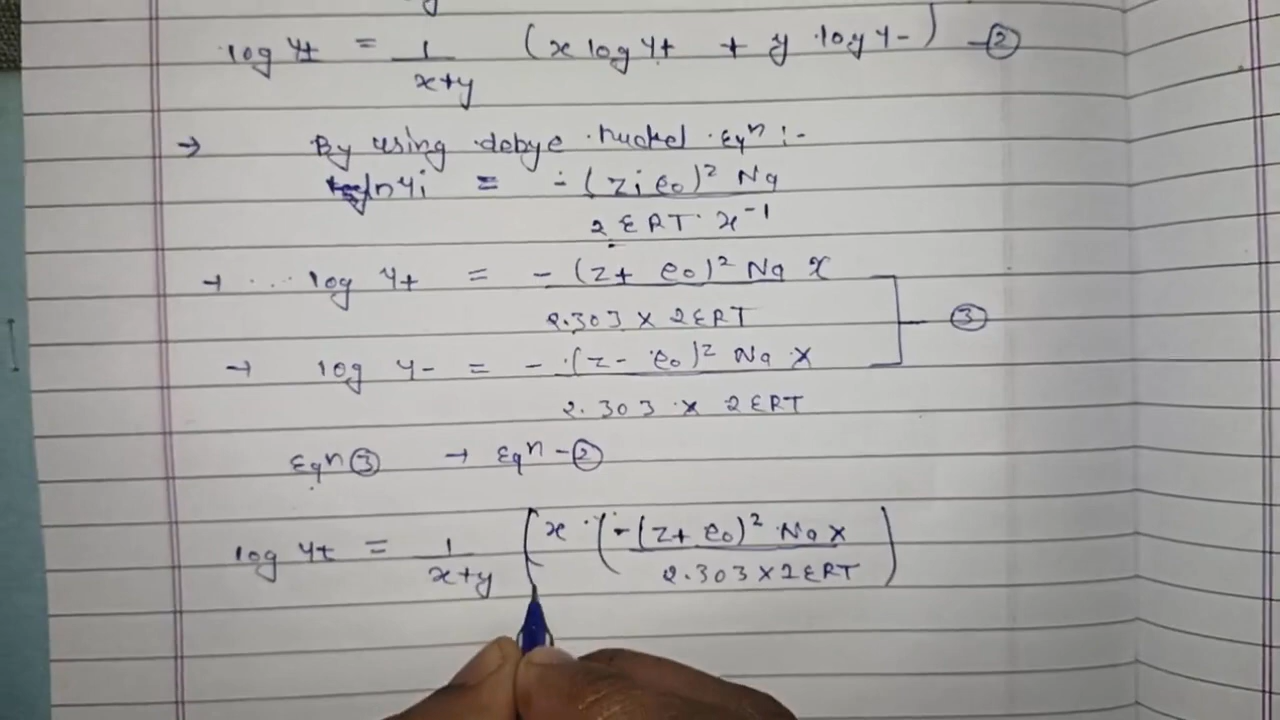 log γ± = 1/x+y (x log γ+ + y log γ-) —②
→ By using debye huckel Eqⁿ :-
ln γi = -(zi e₀)² Na / 2 ε R T · x⁻¹
→ ... log γ+ = -(z+ e₀)² Na x / 2.303 × 2εRT
③
→ log γ- = -(z- e₀)² Na x / 2.303 × 2εRT
Eqⁿ ③ → Eqⁿ -②
log γ± = 1/x+y [x · (-(z+ e₀)² Na x / 2.303 × 2εRT)